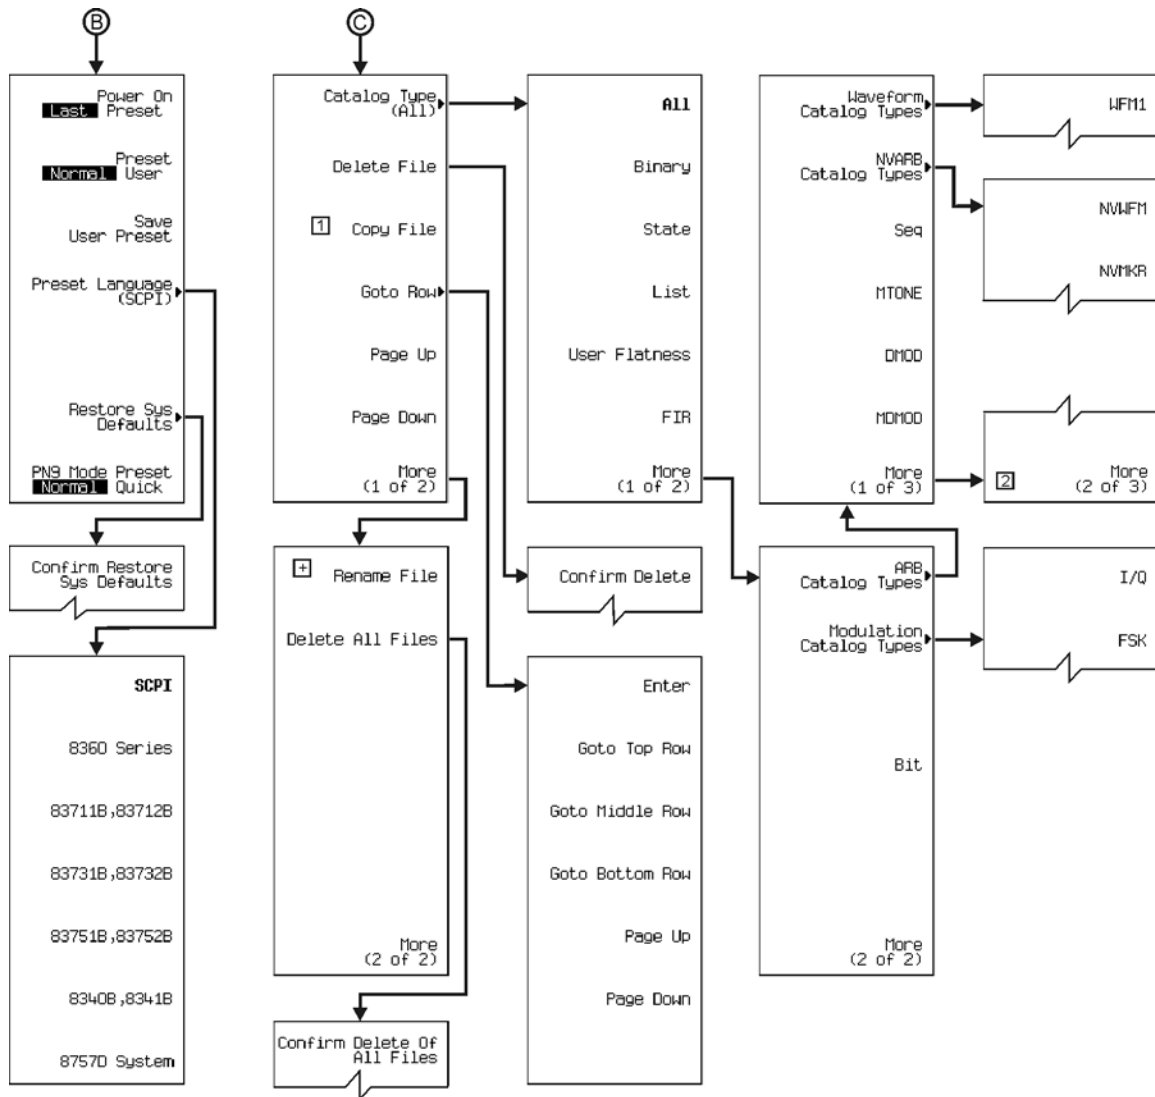 B
Power On
Last Preset
Preset
Normal User
Save
User Preset
Preset Language
(SCPI)
Restore Sys
Defaults
PN9 Mode Preset
Normal Quick
Confirm Restore
Sys Defaults
SCPI
8360 Series
83711B,83712B
83731B,83732B
83751B,83752B
8340B,8341B
8757D System
C
Catalog Type
(All)
Delete File
1 Copy File
Goto Row
Page Up
Page Down
More
(1 of 2)
+ Rename File
Delete All Files
More
(2 of 2)
Confirm Delete Of
All Files
All
Binary
State
List
User Flatness
FIR
More
(1 of 2)
Confirm Delete
Enter
Goto Top Row
Goto Middle Row
Goto Bottom Row
Page Up
Page Down
Waveform
Catalog Types
NVARB
Catalog Types
Seq
MTONE
DMOD
MDMOD
More
(1 of 3)
ARB
Catalog Types
Modulation
Catalog Types
Bit
More
(2 of 2)
WFM1
NVWFM
NVMKR
2 More
(2 of 3)
I/Q
FSK